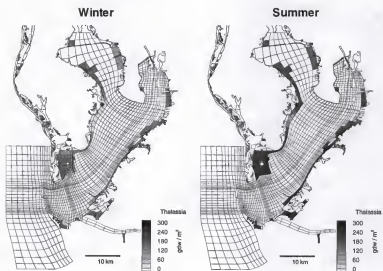 Winter
Summer
Thalassia
300
240
180
120
60
0
gdw / m²
10 km
Thalassia
300
240
180
120
60
0
gdw / m²
10 km